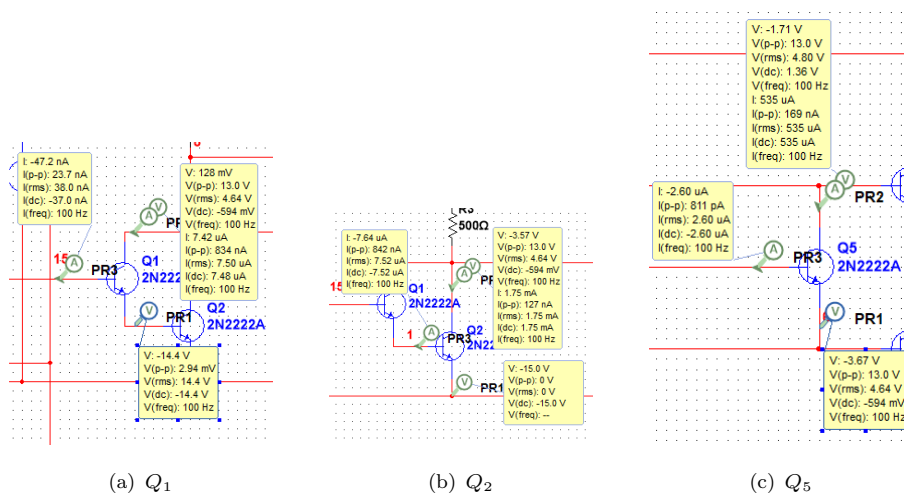 I: -47.2 nA
I(p-p): 23.7 nA
I(rms): 38.0 nA
I(dc): -37.0 nA
I(freq): 100 Hz
V: 128 mV
V(p-p): 13.0 V
V(rms): 4.64 V
V(dc): -594 mV
V(freq): 100 Hz
I: 7.42 uA
I(p-p): 834 nA
I(rms): 7.50 uA
I(dc): 7.48 uA
I(freq): 100 Hz
15
PR3
Q1
2N222
PR1
Q2
2N2222A
V: -14.4 V
V(p-p): 2.94 mV
V(rms): 14.4 V
V(dc): -14.4 V
V(freq): 100 Hz
(a) Q1
500Ω
I: -7.64 uA
I(p-p): 842 nA
I(rms): 7.52 uA
I(dc): -7.52 uA
I(freq): 100 Hz
V: -3.57 V
V(p-p): 13.0 V
V(rms): 4.64 V
V(dc): -594 mV
V(freq): 100 Hz
I: 1.75 mA
I(p-p): 127 nA
I(rms): 1.75 mA
I(dc): 1.75 mA
I(freq): 100 Hz
15
Q1
2N2222A
1
PR3
Q2
2N22
PR1
V: -15.0 V
V(p-p): 0 V
V(rms): 0 V
V(dc): -15.0 V
V(freq): --
(b) Q2
V: -1.71 V
V(p-p): 13.0 V
V(rms): 4.80 V
V(dc): 1.36 V
V(freq): 100 Hz
I: 535 uA
I(p-p): 169 nA
I(rms): 535 uA
I(dc): 535 uA
I(freq): 100 Hz
I: -2.60 uA
I(p-p): 811 pA
I(rms): 2.60 uA
I(dc): -2.60 uA
I(freq): 100 Hz
A
V
PR2
A
PR3
Q5
2N2222A
PR1
V
V: -3.67 V
V(p-p): 13.0 V
V(rms): 4.64 V
V(dc): -594 mV
V(freq): 100 Hz
(c) Q5